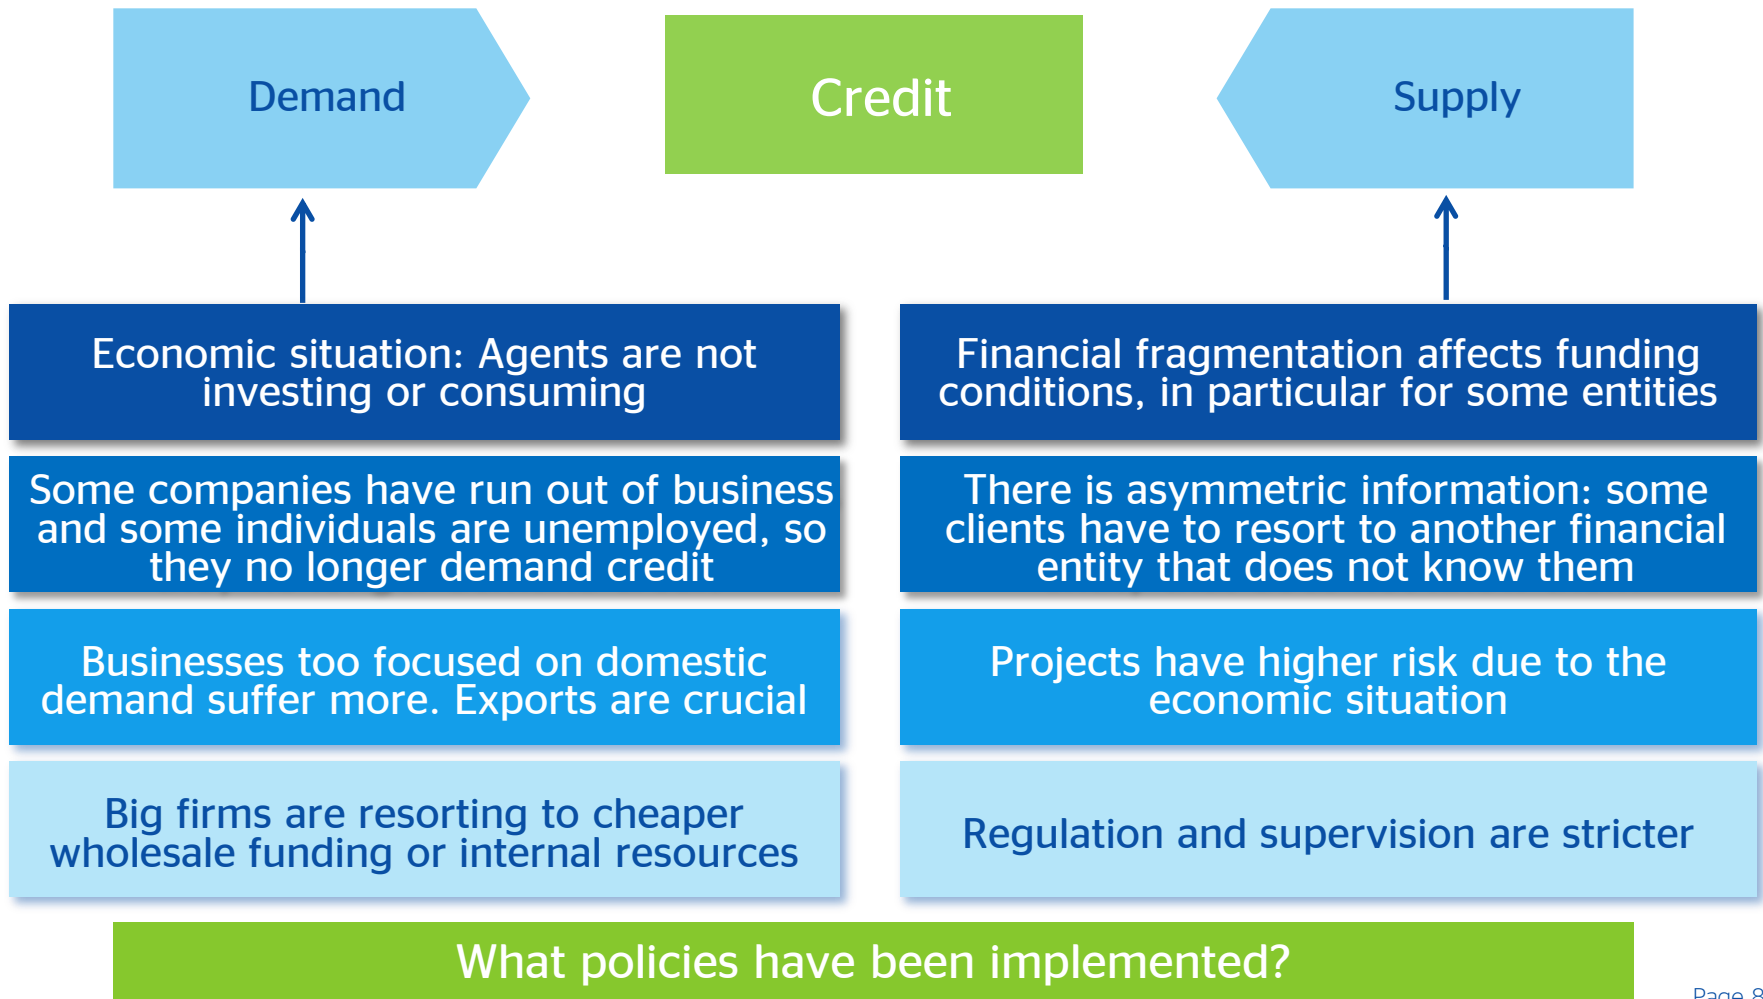 Demand
Credit
Supply
Economic situation: Agents are not
investing or consuming
Financial fragmentation affects funding
conditions, in particular for some entities
Some companies have run out of business
and some individuals are unemployed, so
they no longer demand credit
There is asymmetric information: some
clients have to resort to another financial
entity that does not know them
Businesses too focused on domestic
demand suffer more. Exports are crucial
Projects have higher risk due to the
economic situation
Big firms are resorting to cheaper
wholesale funding or internal resources
Regulation and supervision are stricter
What policies have been implemented?
Page 8